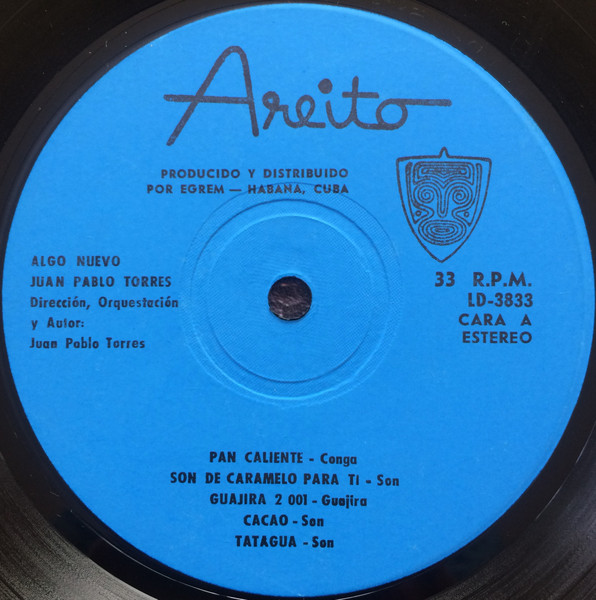 Areito
PRODUCIDO Y DISTRIBUIDO
POR EGREM — HABANA, CUBA
ALGO NUEVO
JUAN PABLO TORRES
Dirección, Orquestación
y Autor:
Juan Pablo Torres
33 R.P.M.
LD-3833
CARA A
ESTEREO
PAN CALIENTE - Conga
SON DE CARAMELO PARA Ti - Son
GUAJIRA 2 001 - Guajira
CACAO - Son
TATAGUA - Son